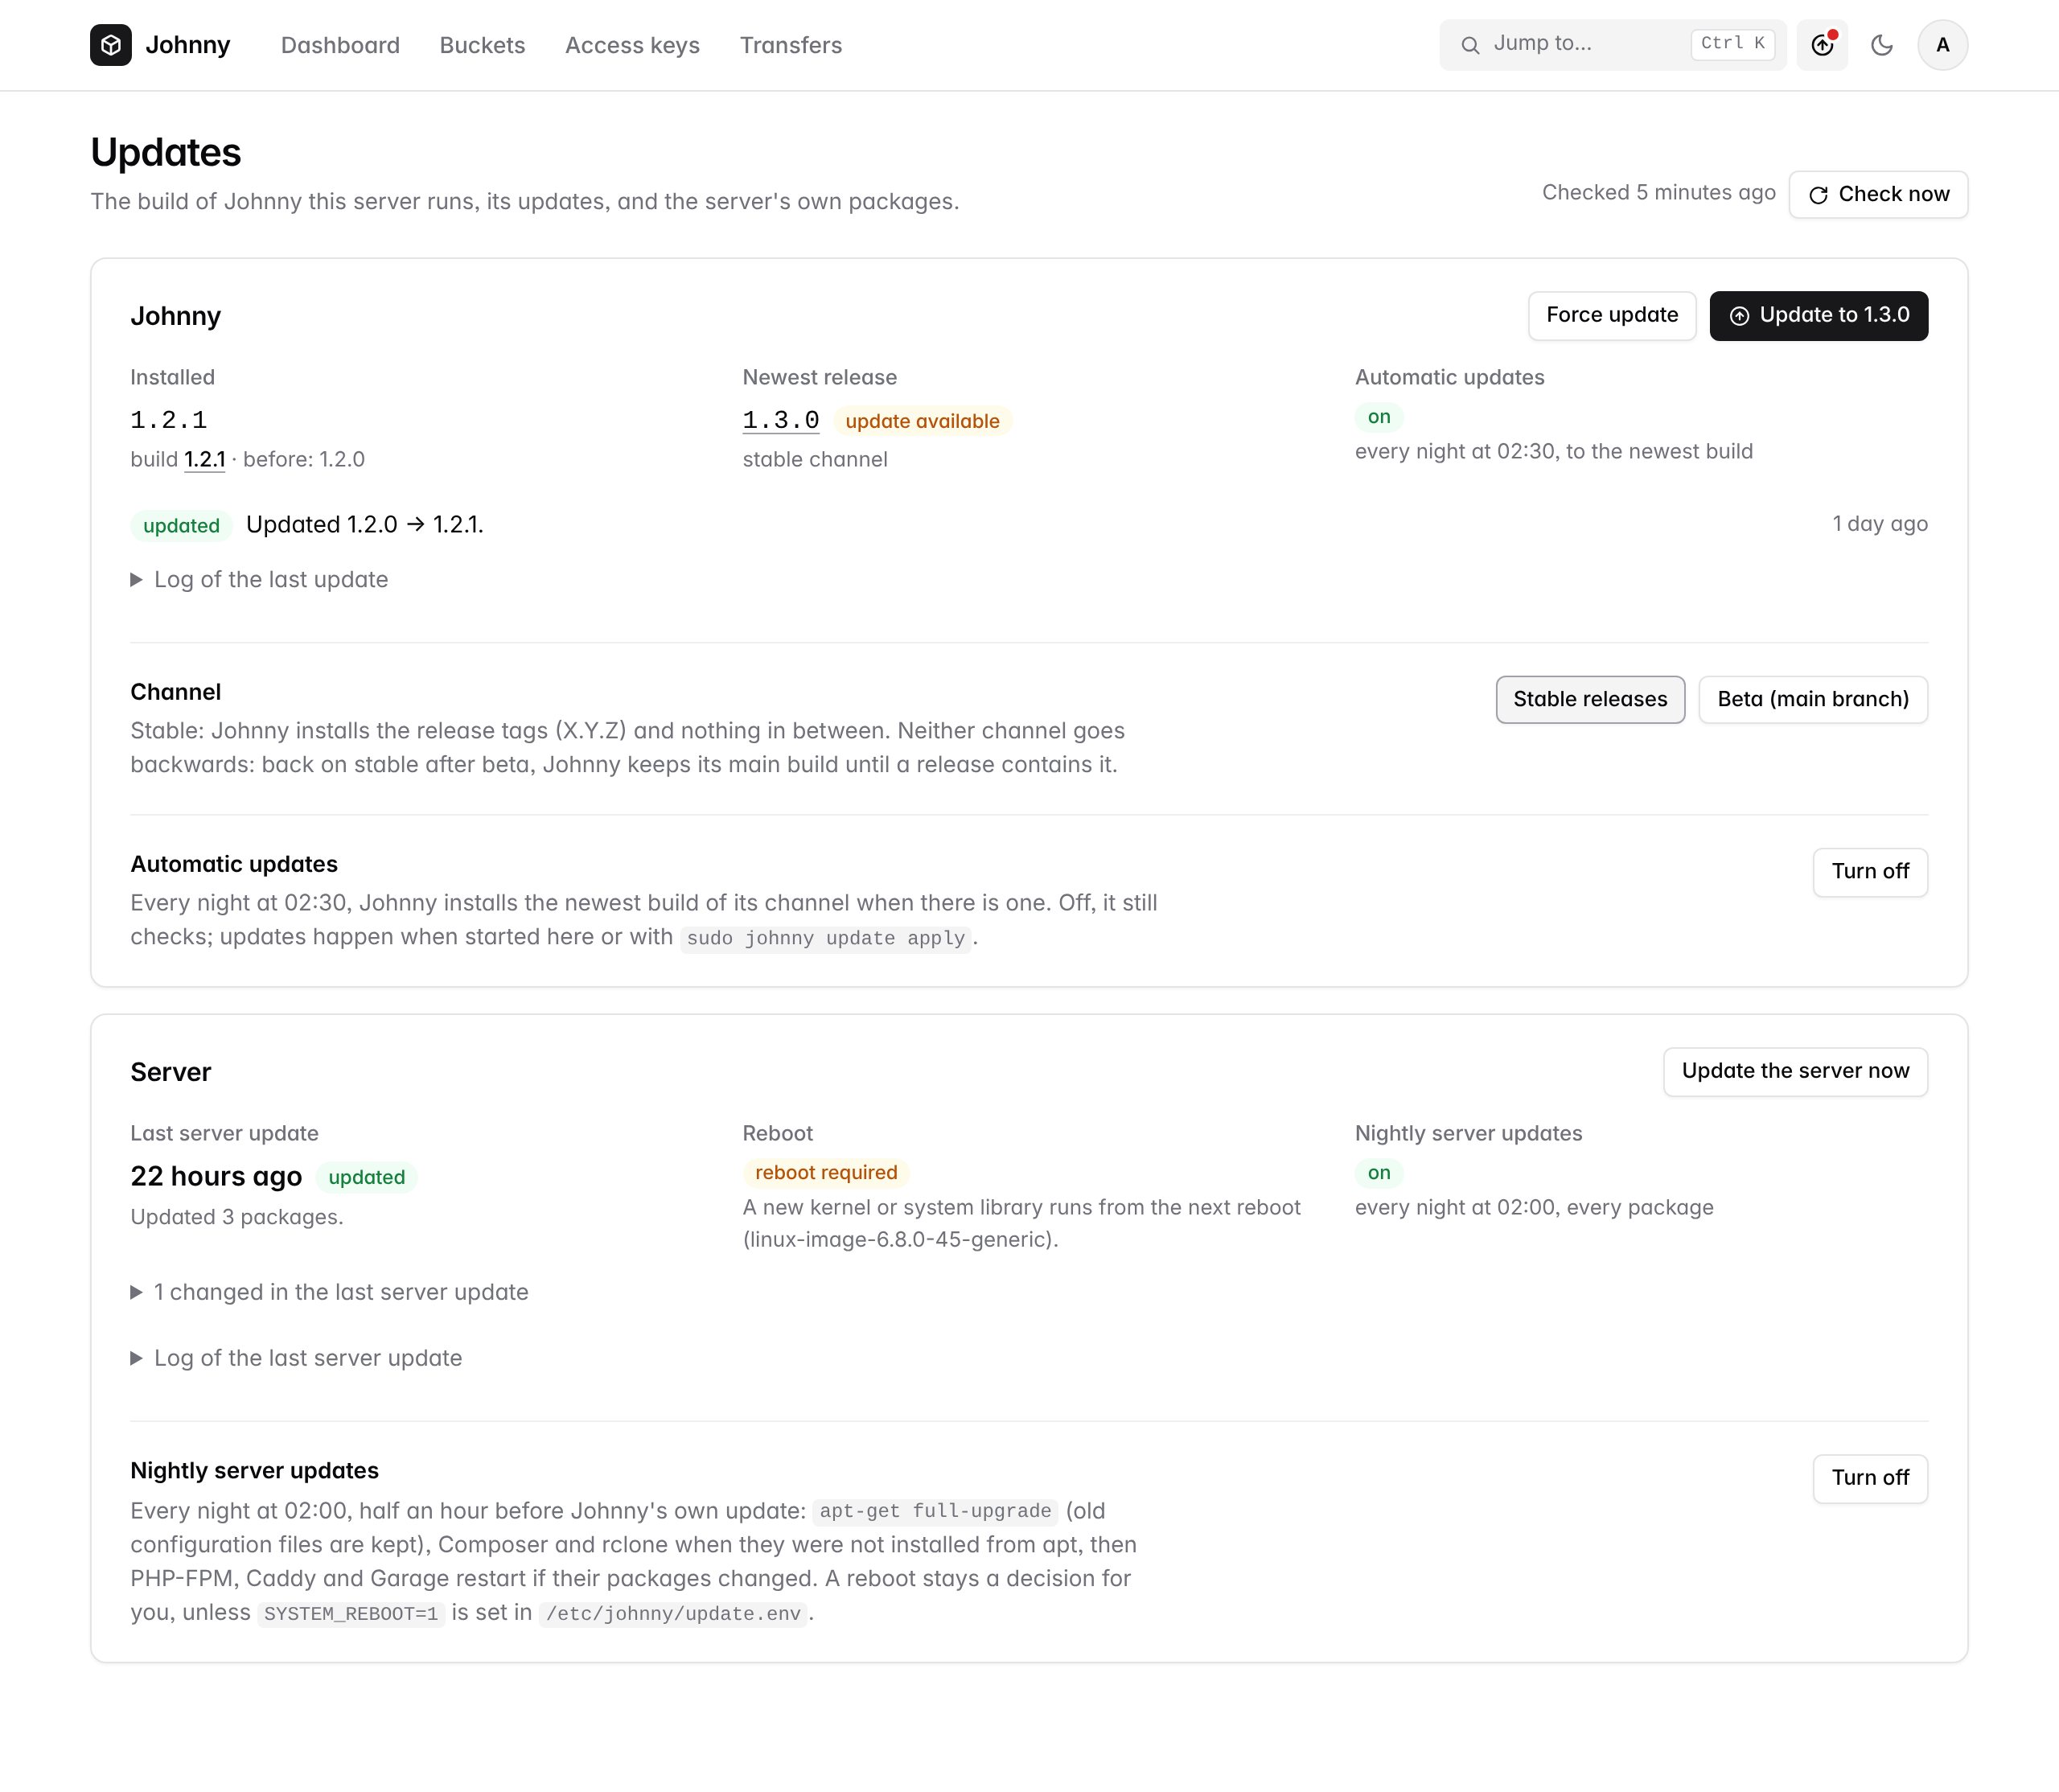 Johnny
Dashboard
Buckets
Access keys
Transfers
Jump to...
Ctrl K
A
Updates
The build of Johnny this server runs, its updates, and the server's own packages.
Checked 5 minutes ago
Check now
Johnny
Force update
Update to 1.3.0
Installed
1.2.1
build 1.2.1 · before: 1.2.0
Newest release
1.3.0 update available
stable channel
Automatic updates
on
every night at 02:30, to the newest build
updated Updated 1.2.0 → 1.2.1.
1 day ago
Log of the last update
Channel
Stable: Johnny installs the release tags (X.Y.Z) and nothing in between. Neither channel goes
backwards: back on stable after beta, Johnny keeps its main build until a release contains it.
Stable releases
Beta (main branch)
Automatic updates
Every night at 02:30, Johnny installs the newest build of its channel when there is one. Off, it still
checks; updates happen when started here or with sudo johnny update apply.
Turn off
Server
Update the server now
Last server update
22 hours ago updated
Updated 3 packages.
Reboot
reboot required
A new kernel or system library runs from the next reboot
(linux-image-6.8.0-45-generic).
Nightly server updates
on
every night at 02:00, every package
1 changed in the last server update
Log of the last server update
Nightly server updates
Every night at 02:00, half an hour before Johnny's own update: apt-get full-upgrade (old
configuration files are kept), Composer and rclone when they were not installed from apt, then
PHP-FPM, Caddy and Garage restart if their packages changed. A reboot stays a decision for
you, unless SYSTEM_REBOOT=1 is set in /etc/johnny/update.env.
Turn off